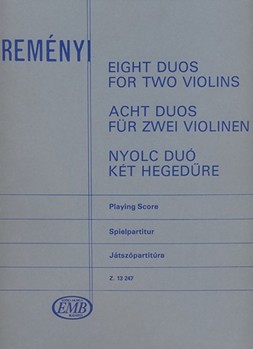 REMÉNYI
EIGHT DUOS
FOR TWO VIOLINS
ACHT DUOS
FÜR ZWEI VIOLINEN
NYOLC DUÓ
KÉT HEGEDŰRE
Playing Score
Spielpartitur
Játszópartitúra
Z. 13 247
EMB